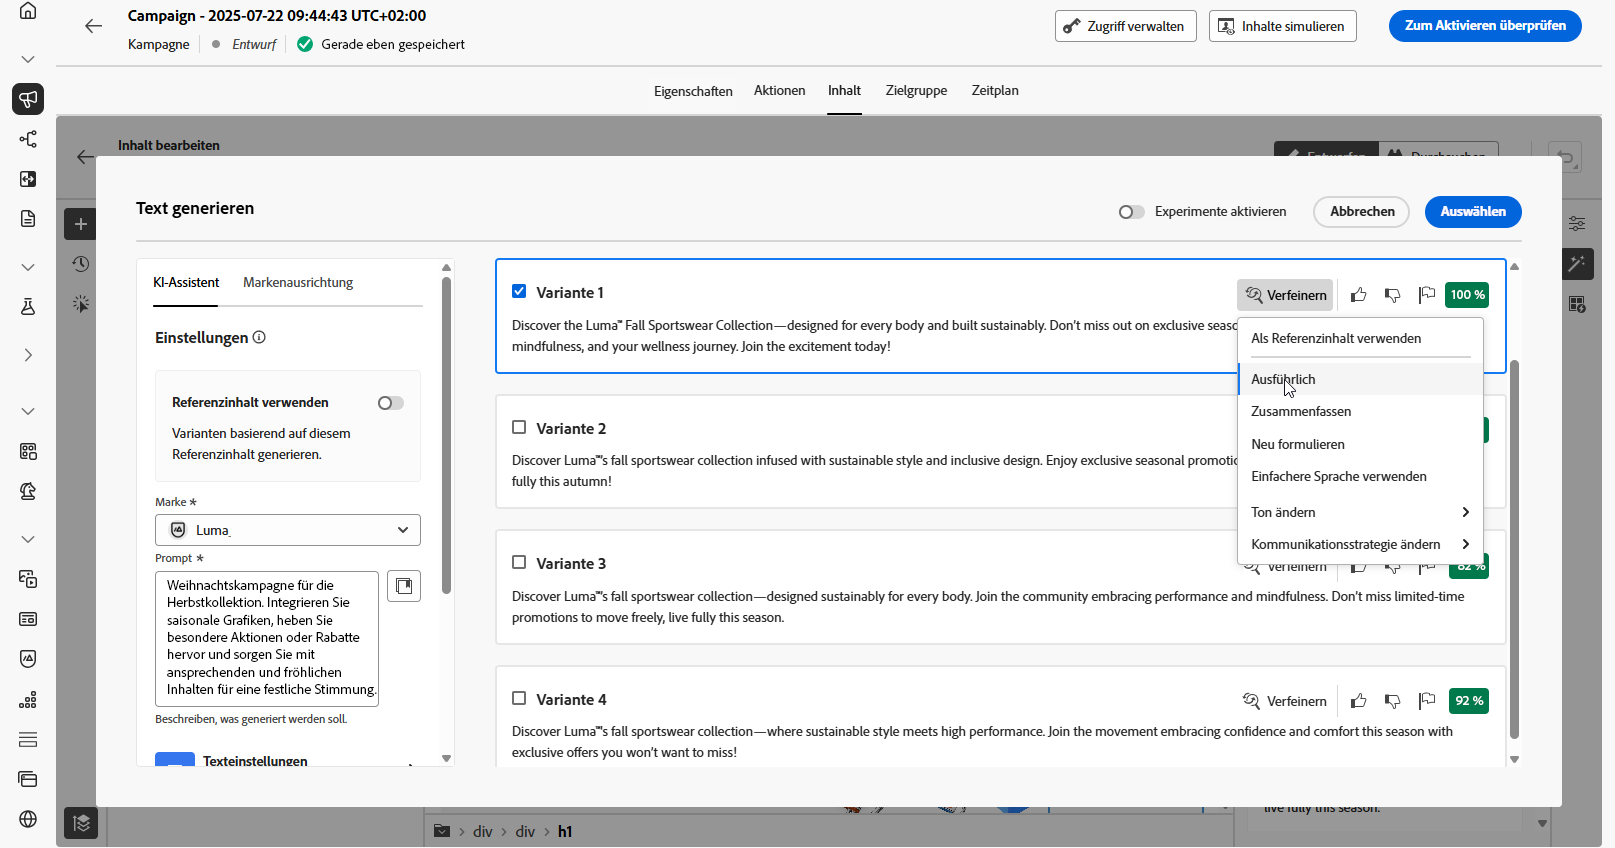 Campaign - 2025-07-22 09:44:43 UTC+02:00
Kampagne
Entwurf
Gerade eben gespeichert
Zugriff verwalten
Inhalte simulieren
Zum Aktivieren überprüfen
Eigenschaften
Aktionen
Inhalt
Zielgruppe
Zeitplan
Inhalt bearbeiten
Entwerfen
Durchsuchen
Text generieren
Experimente aktivieren
Abbrechen
Auswählen
KI-Assistent
Markenausrichtung
Einstellungen
Referenzinhalt verwenden
Varianten basierend auf diesem
Referenzinhalt generieren.
Marke *
Luma
Prompt *
Weihnachtskampagne für die
Herbstkollektion. Integrieren Sie
saisonale Grafiken, heben Sie
besondere Aktionen oder Rabatte
hervor und sorgen Sie mit
ansprechenden und fröhlichen
Inhalten für eine festliche Stimmung.
Beschreiben, was generiert werden soll.
Texteinstellungen
Variante 1
Verfeinern
100 %
Discover the Luma™ Fall Sportswear Collection—designed for every body and built sustainably. Don't miss out on exclusive
mindfulness, and your wellness journey. Join the excitement today!
Als Referenzinhalt verwenden
Ausführlich
Zusammenfassen
Neu formulieren
Einfachere Sprache verwenden
Ton ändern
Kommunikationsstrategie ändern
Variante 2
Discover Luma™'s fall sportswear collection infused with sustainable style and inclusive design. Enjoy exclusive seasonal
fully this autumn!
Variante 3
Verfeinern
82 %
Discover Luma™'s fall sportswear collection—designed sustainably for every body. Join the community embracing performance and mindfulness. Don't miss limited-time
promotions to move freely, live fully this season.
Variante 4
Verfeinern
92 %
Discover Luma™'s fall sportswear collection—where sustainable style meets high performance. Join the movement embracing confidence and comfort this season with
exclusive offers you won't want to miss!
live fully this season.
div > div > h1